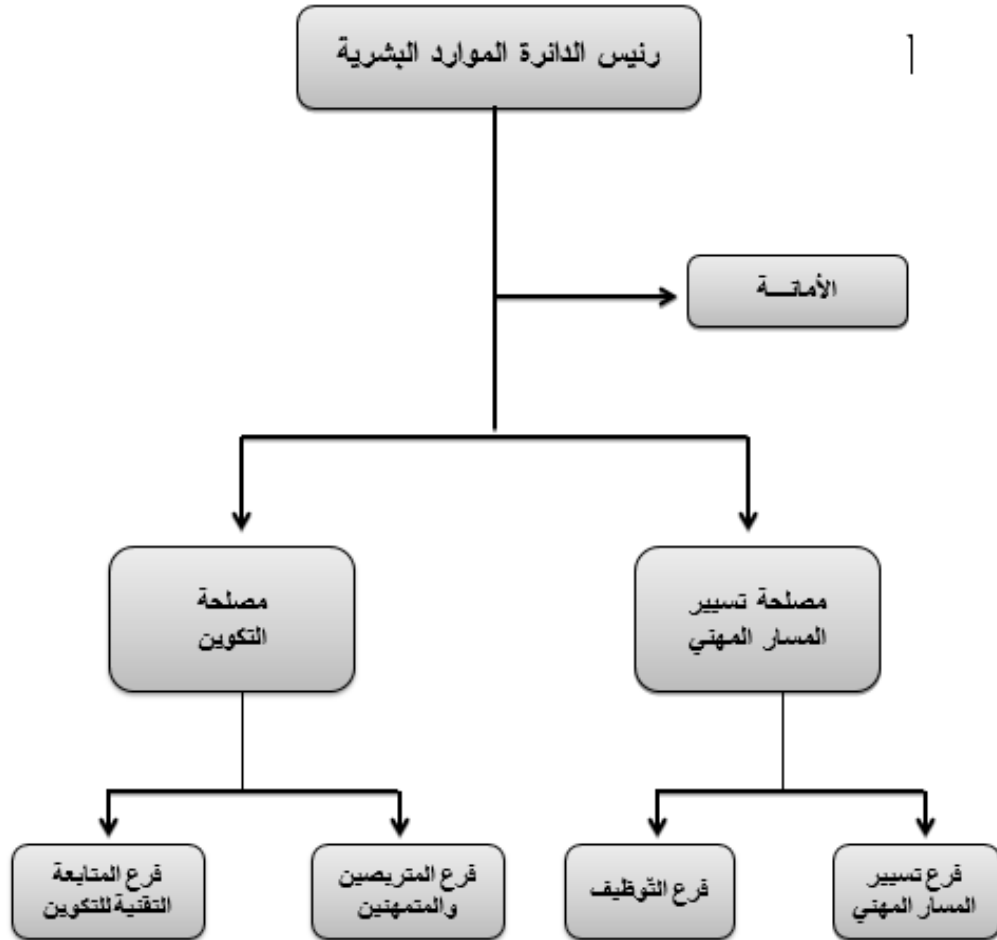 رئيس الدائرة الموارد البشرية
الأمانـــة
مصلحة تسيير
المسار المهني
مصلحة
التكوين
فرع تسيير
المسار المهني
فرع التّوظيف
فرع المتربصين
والمتمهنين
فرع المتابعة
التقنية للتكوين